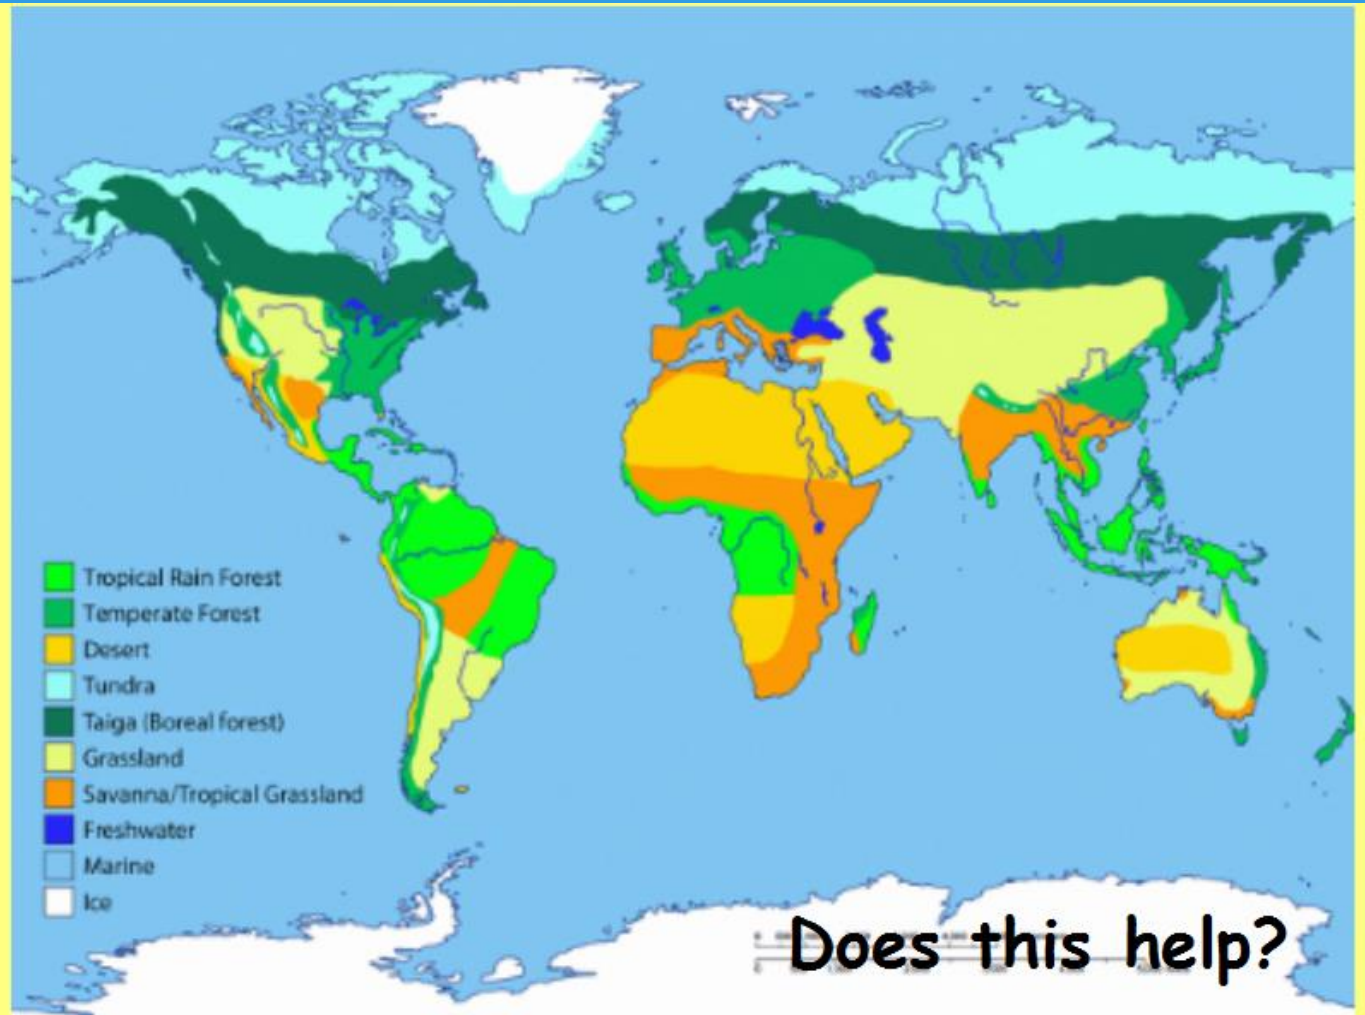 Tropical Rain Forest
Temperate Forest
Desert
Tundra
Taiga (Boreal forest)
Grassland
Savanna/Tropical Grassland
Freshwater
Marine
Ice
Does this help?